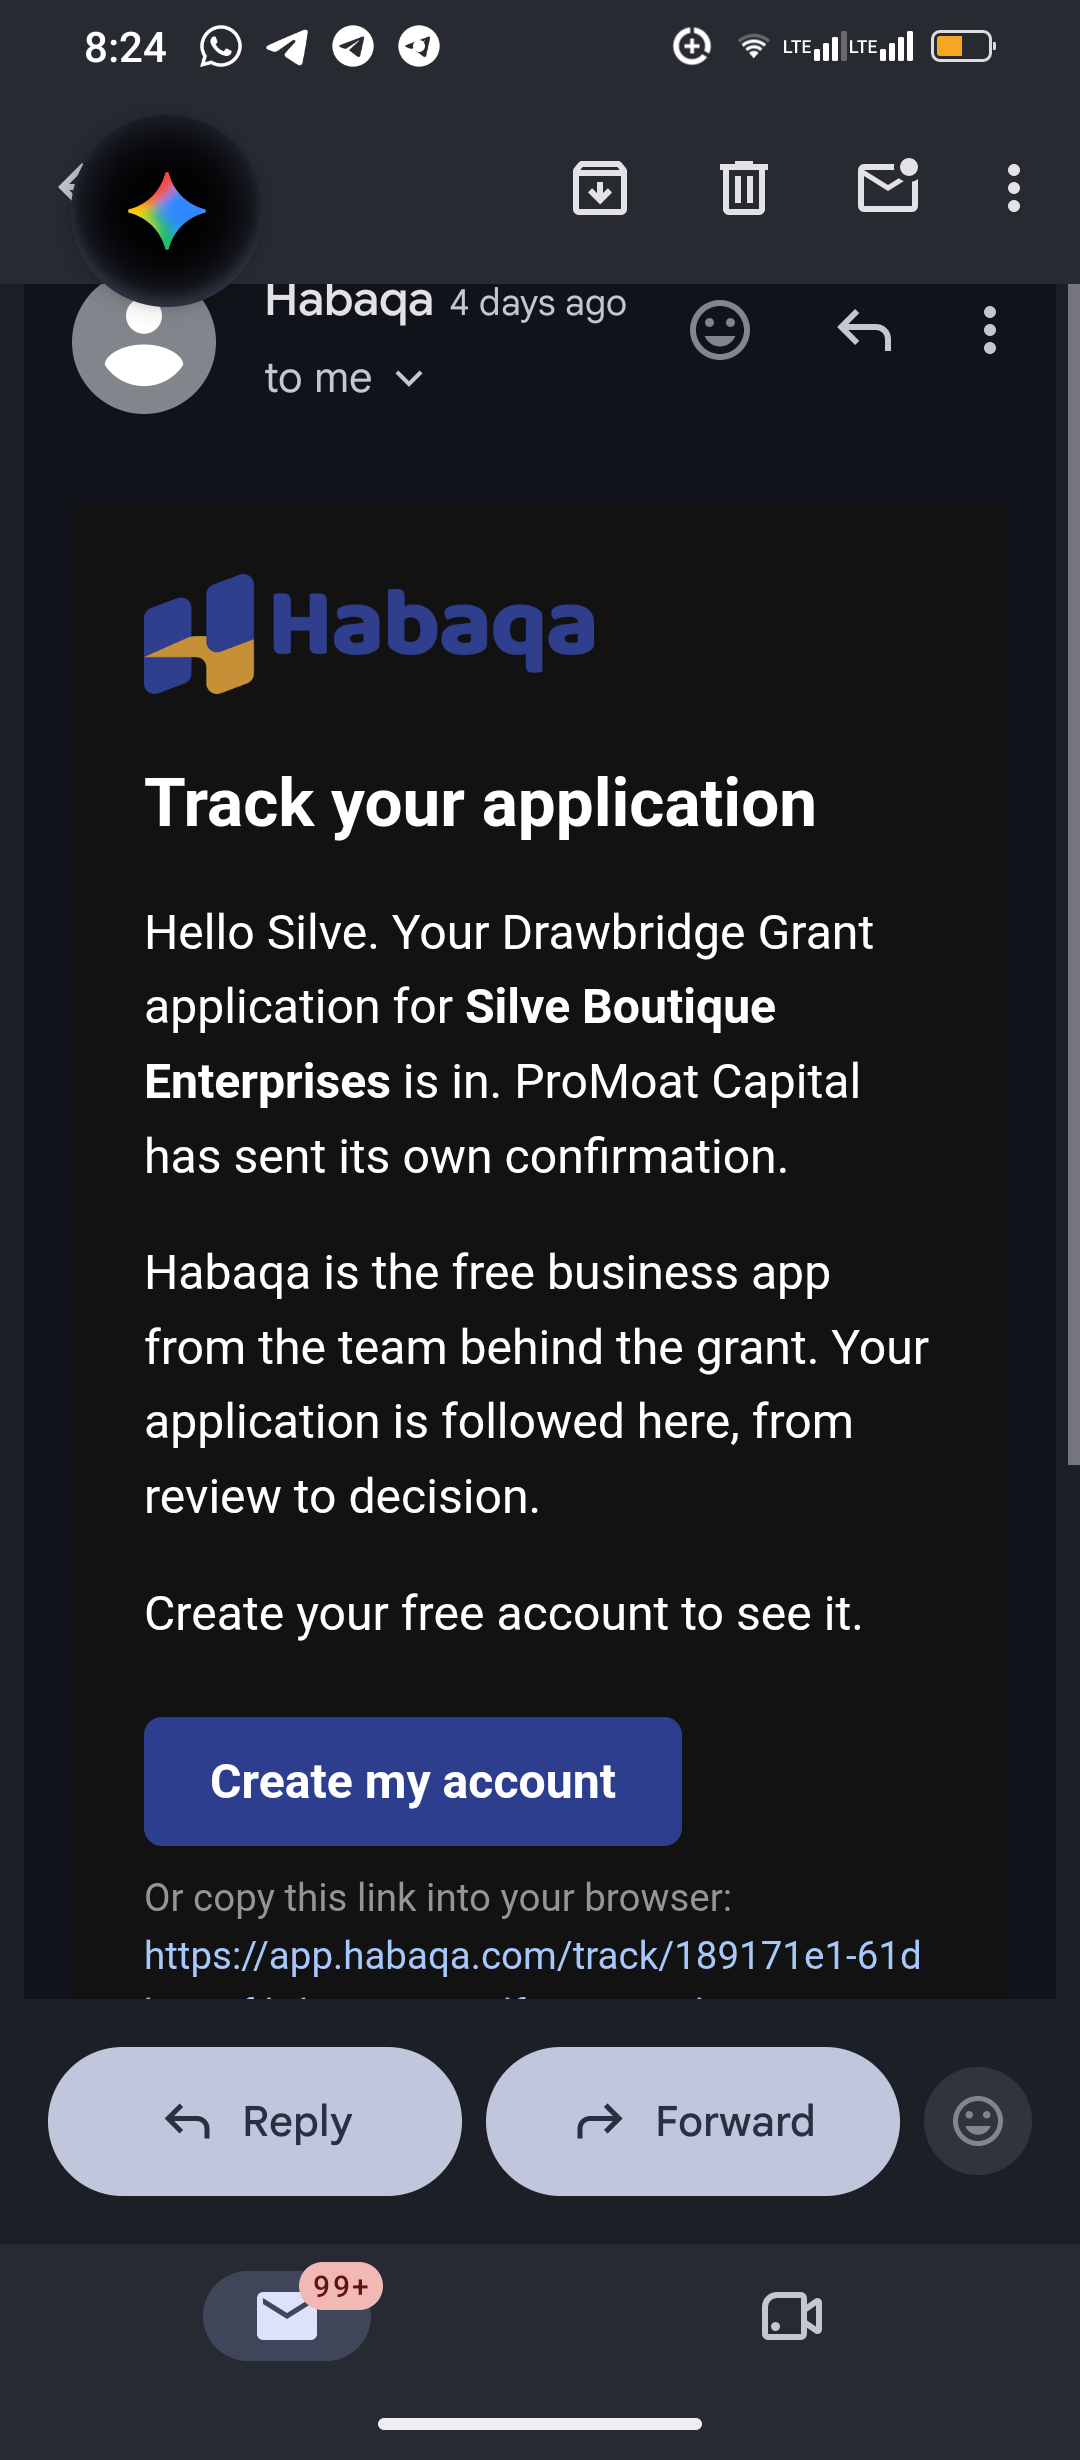 8:24 LTE LTE
Habaqa 4 days ago
to me
Habaqa
Track your application
Hello Silve. Your Drawbridge Grant
application for Silve Boutique
Enterprises is in. ProMoat Capital
has sent its own confirmation.
Habaqa is the free business app
from the team behind the grant. Your
application is followed here, from
review to decision.
Create your free account to see it.
Create my account
Or copy this link into your browser:
https://app.habaqa.com/track/189171e1-61d
Reply Forward
99+